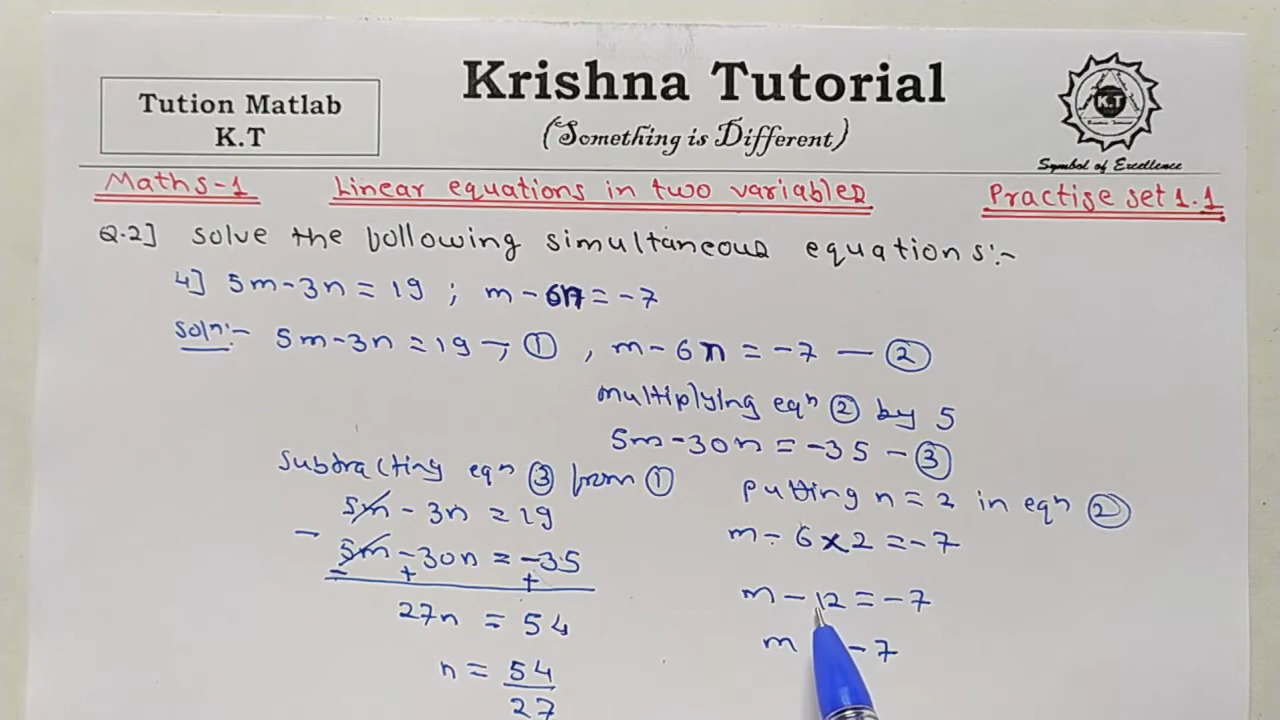 Tution Matlab
K.T
Krishna Tutorial
(Something is Different)
K.T
Symbol of Excellence
Maths-1 Linear equations in two variables Practise set 1.1
Q.2] solve the following simultaneous equations:-
4] 5m-3n=19 ; m-6n=-7
Soln:- 5m-3n=19 → ① , m-6n=-7 — ②
multiplying eqn ② by 5
5m-30n=-35 — ③
Subtracting eqn ③ from ①
5m-3n=19
- 5m-30n=-35
- + +
27n = 54
n = 54
27
putting n=2 in eqn ②
m-6×2=-7
m-12=-7
m -7